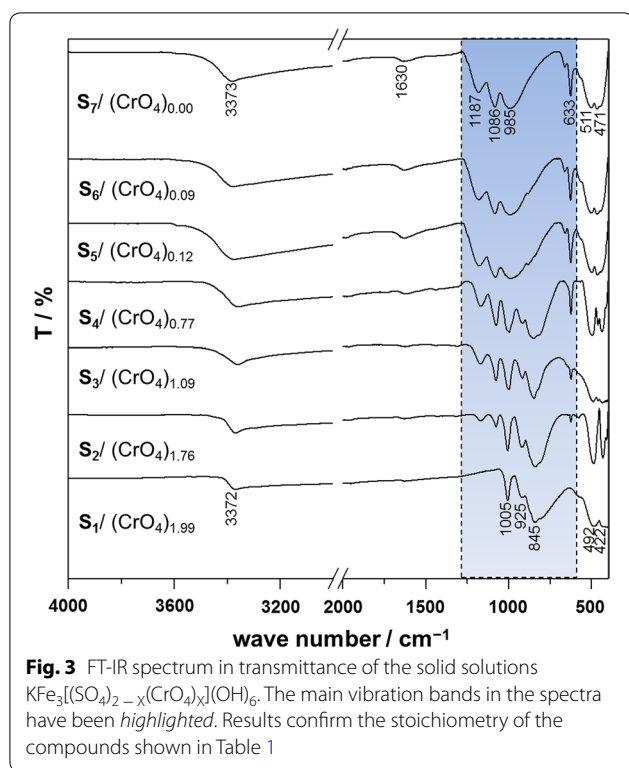 3373
1630
1187
1086
985
633
511
471
S7/ (CrO4)0.00
S6/ (CrO4)0.09
S5/ (CrO4)0.12
S4/ (CrO4)0.77
S3/ (CrO4)1.09
S2/ (CrO4)1.76
S1/ (CrO4)1.99
3372
1005
925
845
492
422
T / %
4000 3600 3200 2000 1500 1000 500
wave number / cm⁻¹
Fig. 3 FT-IR spectrum in transmittance of the solid solutions
KFe3[(SO4)2 − X(CrO4)X](OH)6. The main vibration bands in the spectra
have been highlighted. Results confirm the stoichiometry of the
compounds shown in Table 1